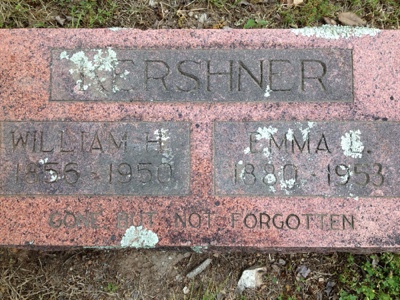 KERSHNER
WILLIAM H. EMMA L.
1950 1880 - 1953
GONE BUT NOT FORGOTTEN